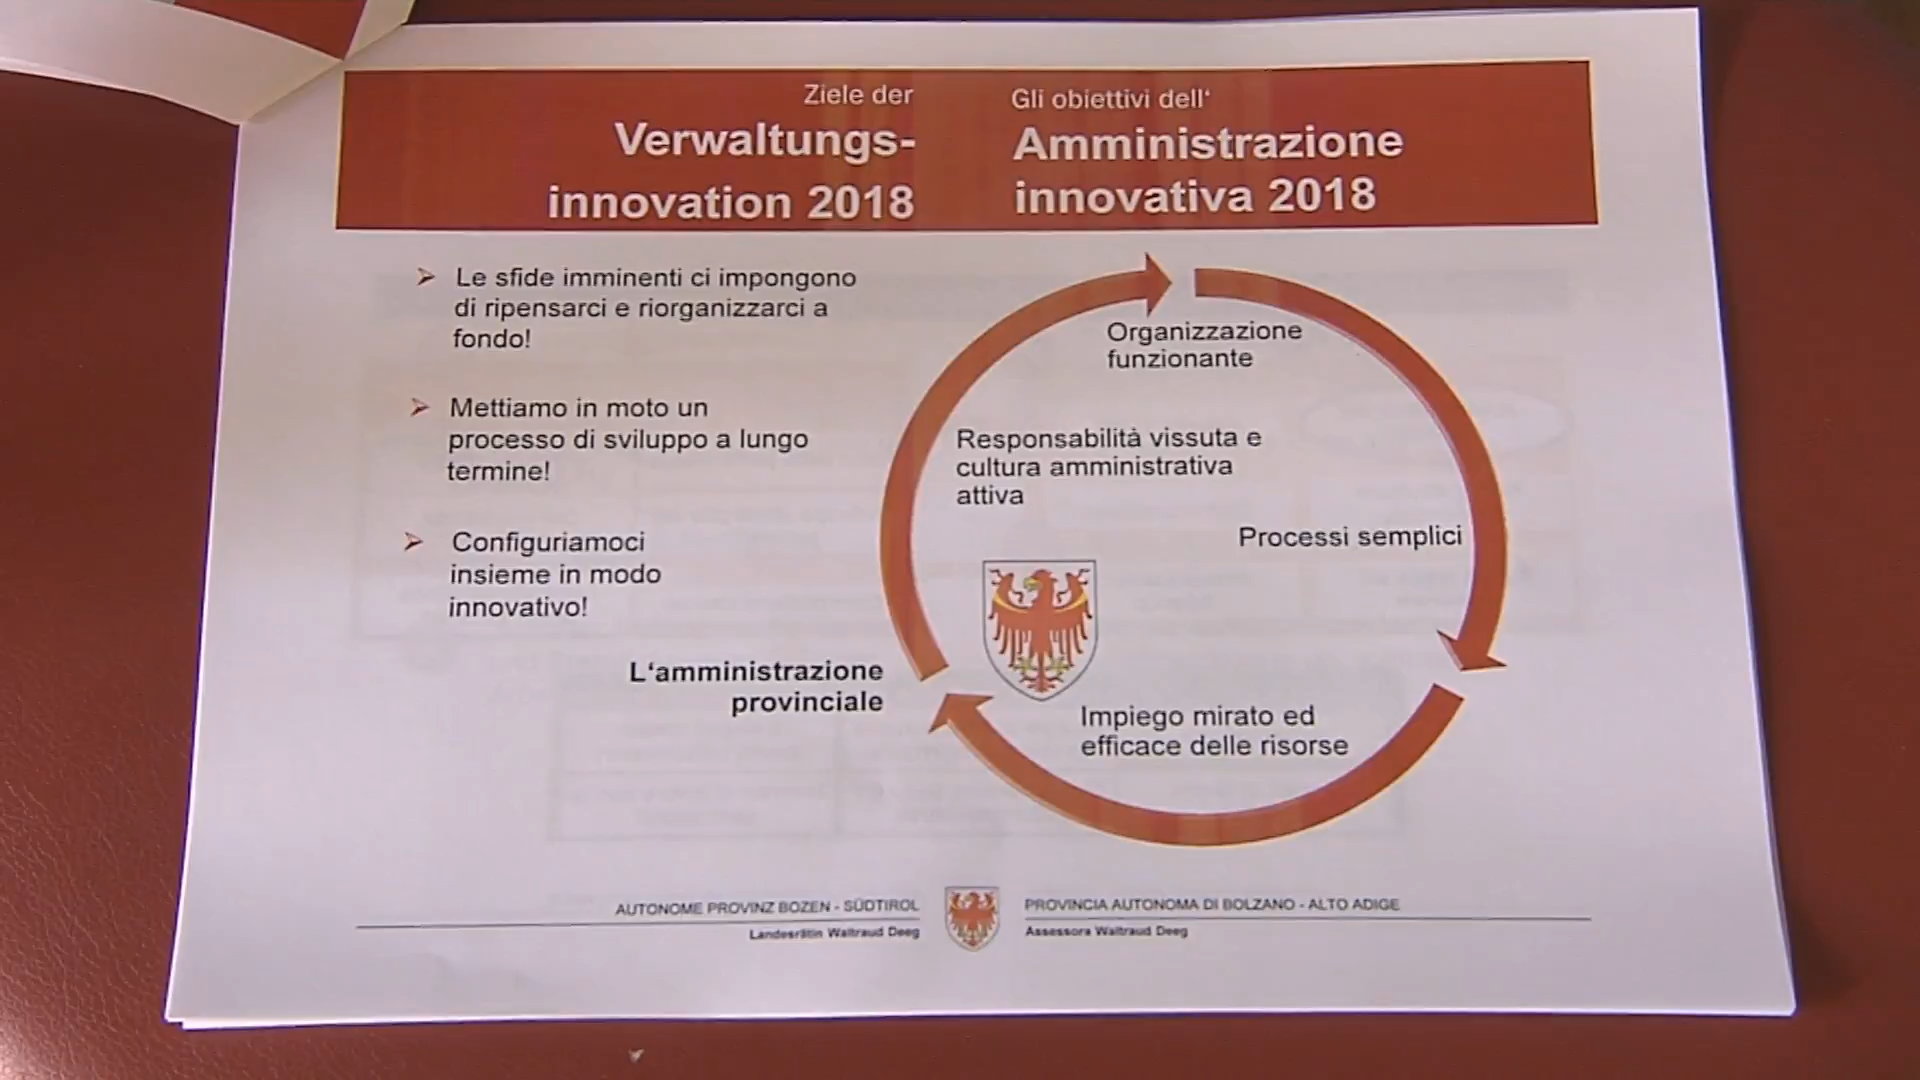 Ziele der
Verwaltungs-
innovation 2018
Gli obiettivi dell‘
Amministrazione
innovativa 2018
Le sfide imminenti ci impongono
di ripensarci e riorganizzarci a
fondo!
Mettiamo in moto un
processo di sviluppo a lungo
termine!
Configuriamoci
insieme in modo
innovativo!
L‘amministrazione
provinciale
Organizzazione
funzionante
Responsabilità vissuta e
cultura amministrativa
attiva
Processi semplici
Impiego mirato ed
efficace delle risorse
AUTONOME PROVINZ BOZEN - SÜDTIROL
Landesrätin Waltraud Deeg
PROVINCIA AUTONOMA DI BOLZANO - ALTO ADIGE
Assessora Waltraud Deeg